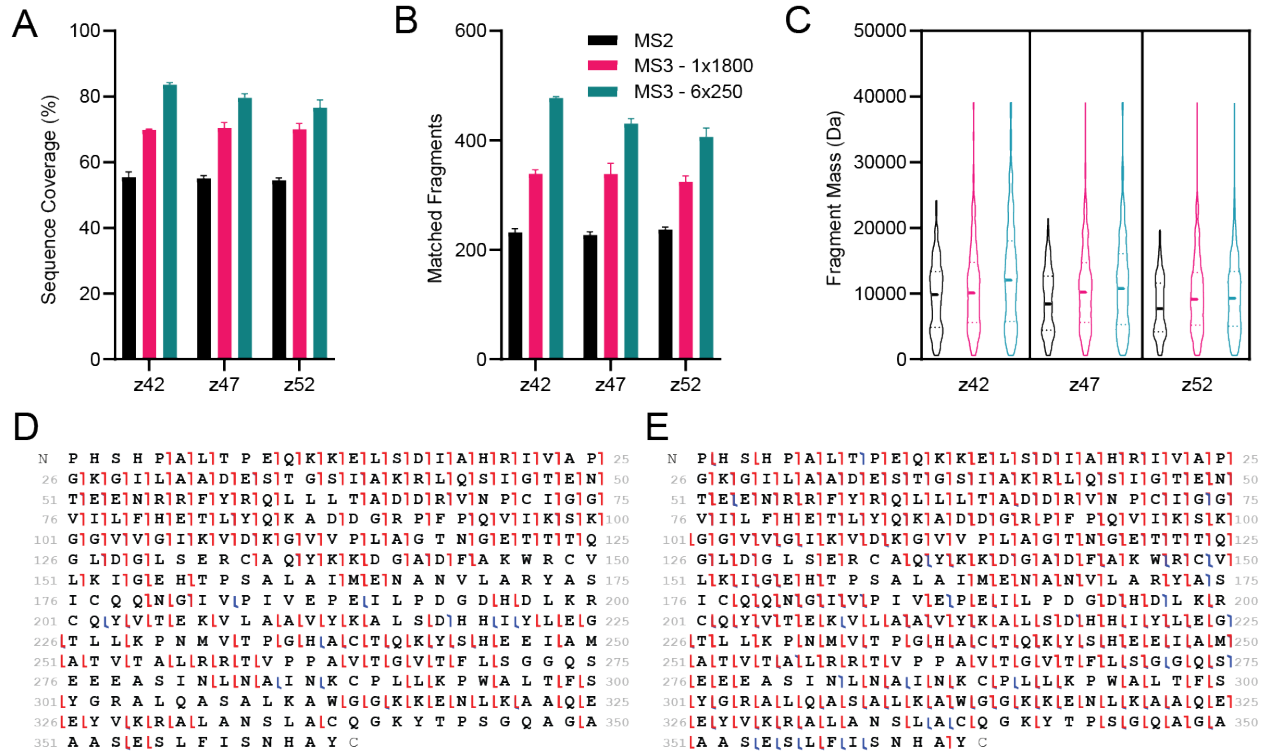 A
100
80
60
40
20
0
Sequence Coverage (%)
z42 z47 z52
B
600
400
200
0
Matched Fragments
MS2
MS3 - 1x1800
MS3 - 6x250
z42 z47 z52
C
50000
40000
30000
20000
10000
0
Fragment Mass (Da)
z42 z47 z52
D
N P H S H P A L T P E Q K K E L S D I A H R I V A P 25
26 G K G I L A A D E S T G S I A K R L Q S I G T E N 50
51 T E E N R R F Y R Q L L L T A D D R V N P C I G G 75
76 V I L F H E T L Y Q K A D D G R P F P Q V I K S K 100
101 G G V V G I K V D K G V V P L A G T N G E T T T Q 125
126 G L D G L S E R C A Q Y K K D G A D F A K W R C V 150
151 L K I G E H T P S A L A I M E N A N V L A R Y A S 175
176 I C Q Q N G I V P I V E P E I L P D G D H D L K R 200
201 C Q Y V T E K V L A A V Y K A L S D H H I Y L E G 225
226 T L L K P N M V T P G H A C T Q K Y S H E E I A M 250
251 A T V T A L R R T V P P A V T G V T F L S G G Q S 275
276 E E E A S I N L N A I N K C P L L K P W A L T F S 300
301 Y G R A L Q A S A L K A W G G K K E N L K A A Q E 325
326 E Y V K R A L A N S L A C Q G K Y T P S G Q A G A 350
351 A A S E S L F I S N H A Y C
E
N P H S H P A L T P E Q K K E L S D I A H R I V A P 25
26 G K G I L A A D E S T G S I A K R L Q S I G T E N 50
51 T E E N R R F Y R Q L L L T A D D R V N P C I G G 75
76 V I L F H E T L Y Q K A D D G R P F P Q V I K S K 100
101 G G V V G I K V D K G V V P L A G T N G E T T T Q 125
126 G L D G L S E R C A Q Y K K D G A D F A K W R C V 150
151 L K I G E H T P S A L A I M E N A N V L A R Y A S 175
176 I C Q Q N G I V P I V E P E I L P D G D H D L K R 200
201 C Q Y V T E K V L A A V Y K A L S D H H I Y L E G 225
226 T L L K P N M V T P G H A C T Q K Y S H E E I A M 250
251 A T V T A L R R T V P P A V T G V T F L S G G Q S 275
276 E E E A S I N L N A I N K C P L L K P W A L T F S 300
301 Y G R A L Q A S A L K A W G G K K E N L K A A Q E 325
326 E Y V K R A L A N S L A C Q G K Y T P S G Q A G A 350
351 A A S E S L F I S N H A Y C